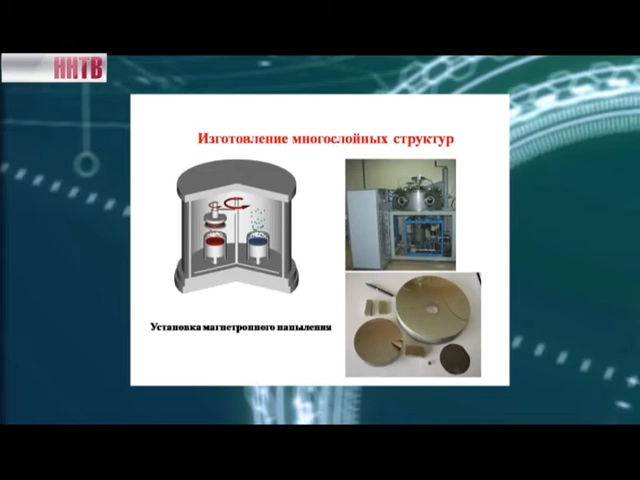 ННТВ
Изготовление многослойных структур
Установка магнетронного напыления